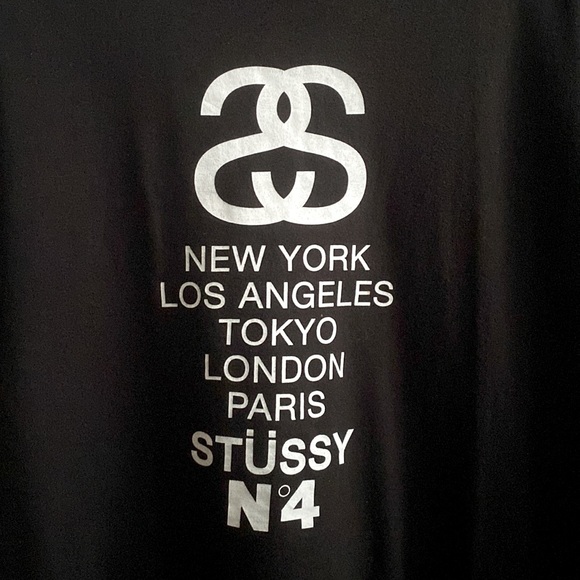 NEW YORK
LOS ANGELES
TOKYO
LONDON
PARIS
STÜSSY
N°4